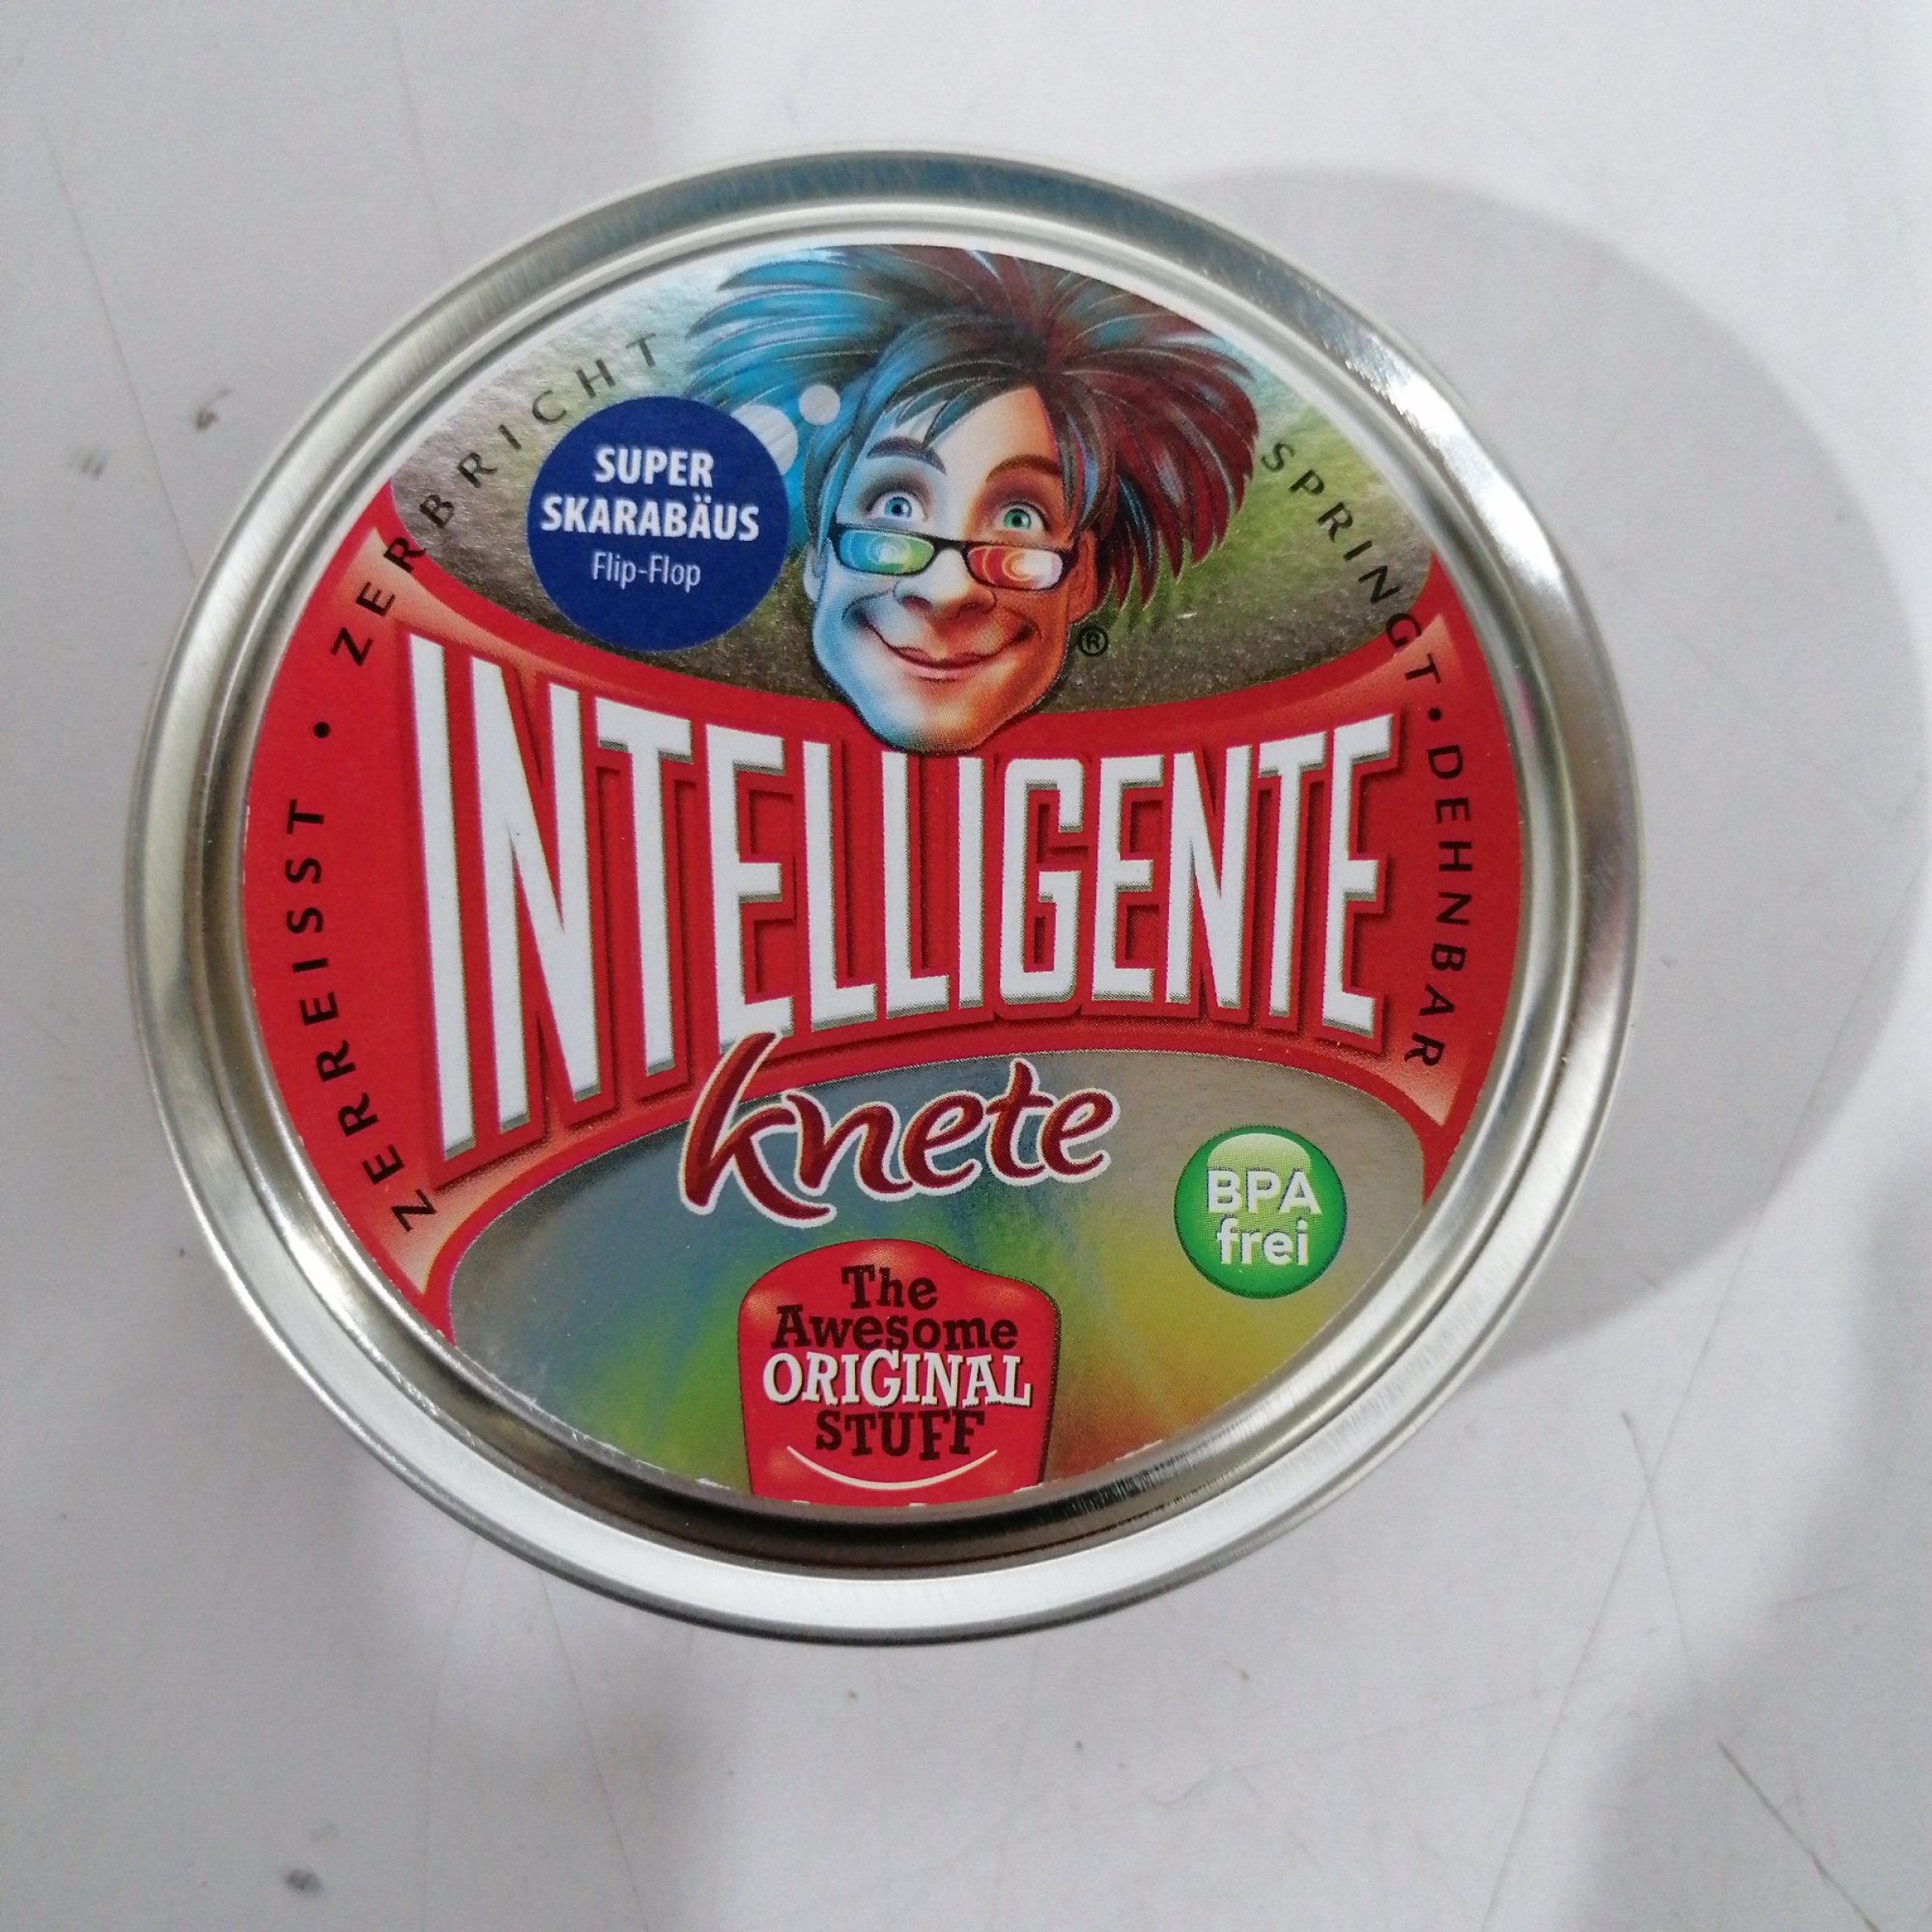 ZERREISST • ZERBRICHT
SPRINGT • DEHNBAR
SUPER
SKARABÄUS
Flip-Flop
®
INTELLIGENTE
knete
BPA
frei
The
Awesome
ORIGINAL
STUFF